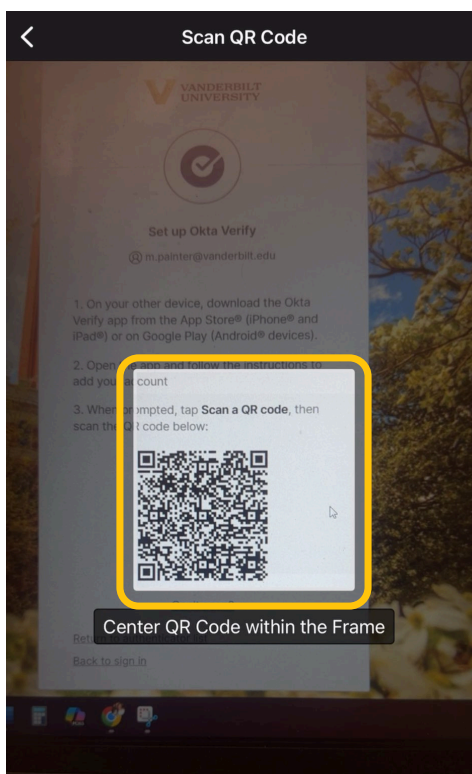 Scan QR Code
VANDERBILT
UNIVERSITY
Set up Okta Verify
m.painter@vanderbilt.edu
1. On your other device, download the Okta
Verify app from the App Store® (iPhone® and
iPad®) or on Google Play (Android® devices).
2. Open the app and follow the instructions to
add your account
3. When prompted, tap Scan a QR code, then
scan the QR code below:
Center QR Code within the Frame
Back to sign in